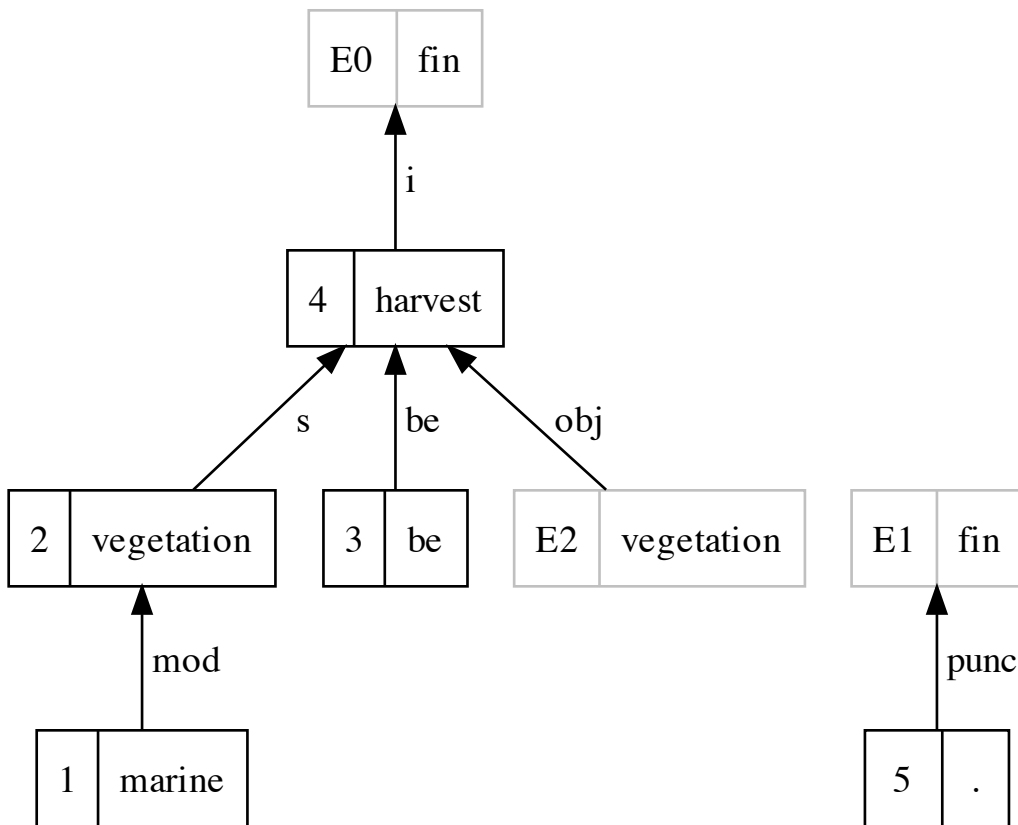 E0 fin
i
4 harvest
s be obj
2 vegetation 3 be E2 vegetation E1 fin
mod punc
1 marine 5 .